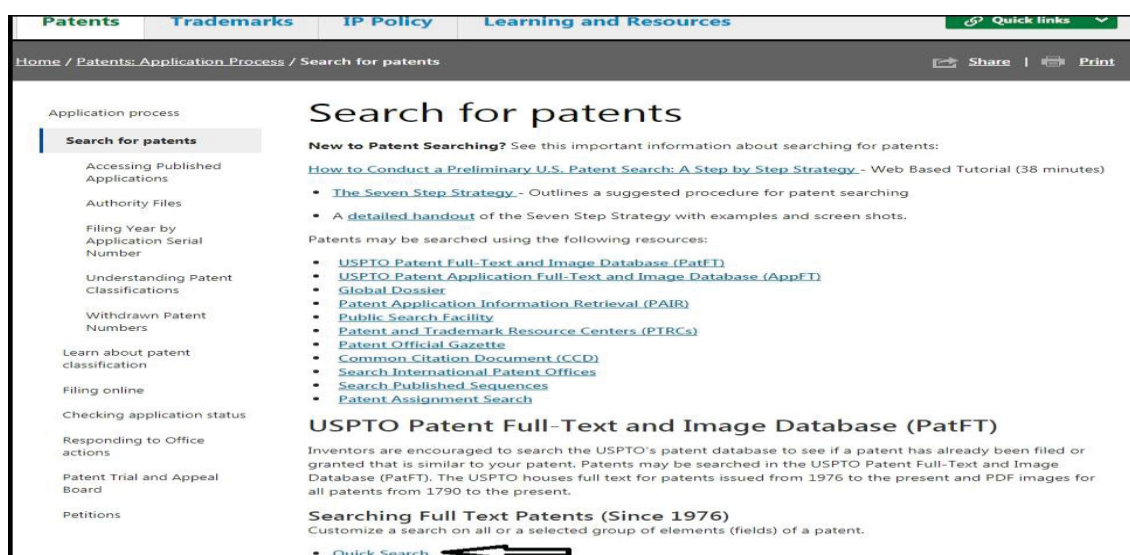 Patents Trademarks IP Policy Learning and Resources Quick links
Home / Patents: Application Process / Search for patents Share | Print
Application process
Search for patents
Accessing Published
Applications
Authority Files
Filing Year by
Application Serial
Number
Understanding Patent
Classifications
Withdrawn Patent
Numbers
Learn about patent
classification
Filing online
Checking application status
Responding to Office
actions
Patent Trial and Appeal
Board
Petitions
Search for patents
New to Patent Searching? See this important information about searching for patents:
How to Conduct a Preliminary U.S. Patent Search: A Step by Step Strategy - Web Based Tutorial (38 minutes)
• The Seven Step Strategy - Outlines a suggested procedure for patent searching
• A detailed handout of the Seven Step Strategy with examples and screen shots.
Patents may be searched using the following resources:
• USPTO Patent Full-Text and Image Database (PatFT)
• USPTO Patent Application Full-Text and Image Database (AppFT)
• Global Dossier
• Patent Application Information Retrieval (PAIR)
• Public Search Facility
• Patent and Trademark Resource Centers (PTRCs)
• Patent Official Gazette
• Common Citation Document (CCD)
• Search International Patent Offices
• Search Published Sequences
• Patent Assignment Search
USPTO Patent Full-Text and Image Database (PatFT)
Inventors are encouraged to search the USPTO's patent database to see if a patent has already been filed or
granted that is similar to your patent. Patents may be searched in the USPTO Patent Full-Text and Image
Database (PatFT). The USPTO houses full text for patents issued from 1976 to the present and PDF images for
all patents from 1790 to the present.
Searching Full Text Patents (Since 1976)
Customize a search on all or a selected group of elements (fields) of a patent.
• Quick Search